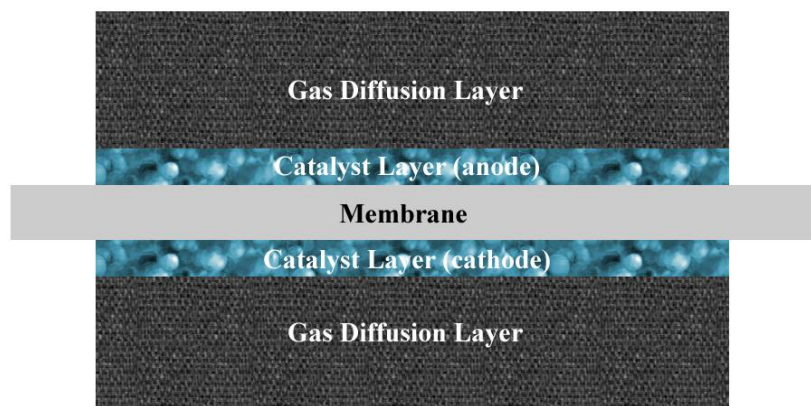 Gas Diffusion Layer
Catalyst Layer (anode)
Membrane
Catalyst Layer (cathode)
Gas Diffusion Layer